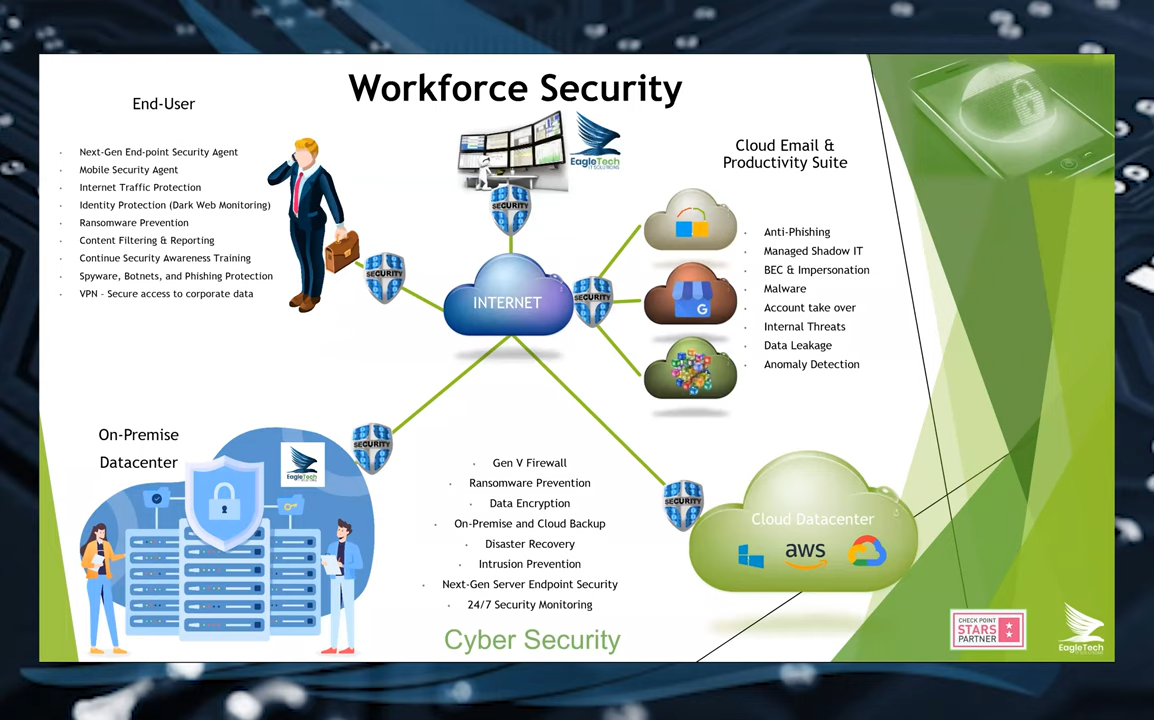 Workforce Security
End-User
Next-Gen End-point Security Agent
Mobile Security Agent
Internet Traffic Protection
Identity Protection (Dark Web Monitoring)
Ransomware Prevention
Content Filtering & Reporting
Continue Security Awareness Training
Spyware, Botnets, and Phishing Protection
VPN - Secure access to corporate data
EagleTech
IT SOLUTIONS
SECURITY
SECURITY
INTERNET
SECURITY
Cloud Email &
Productivity Suite
G
Anti-Phishing
Managed Shadow IT
BEC & Impersonation
Malware
Account take over
Internal Threats
Data Leakage
Anomaly Detection
On-Premise
Datacenter
EagleTech
SECURITY
Gen V Firewall
Ransomware Prevention
Data Encryption
On-Premise and Cloud Backup
Disaster Recovery
Intrusion Prevention
Next-Gen Server Endpoint Security
24/7 Security Monitoring
Cyber Security
SECURITY
Cloud Datacenter
aws
CHECK POINT
STARS
PARTNER
EagleTech